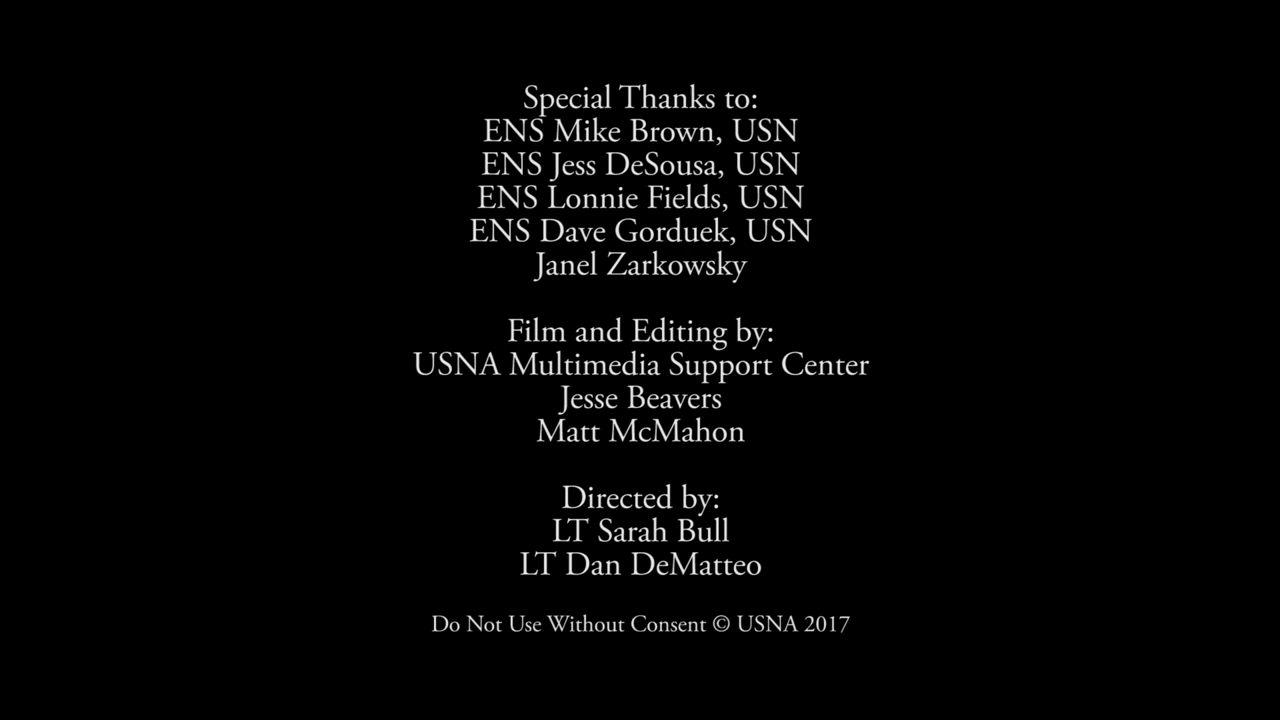 Special Thanks to:
ENS Mike Brown, USN
ENS Jess DeSousa, USN
ENS Lonnie Fields, USN
ENS Dave Gorduek, USN
Janel Zarkowsky
Film and Editing by:
USNA Multimedia Support Center
Jesse Beavers
Matt McMahon
Directed by:
LT Sarah Bull
LT Dan DeMatteo
Do Not Use Without Consent © USNA 2017